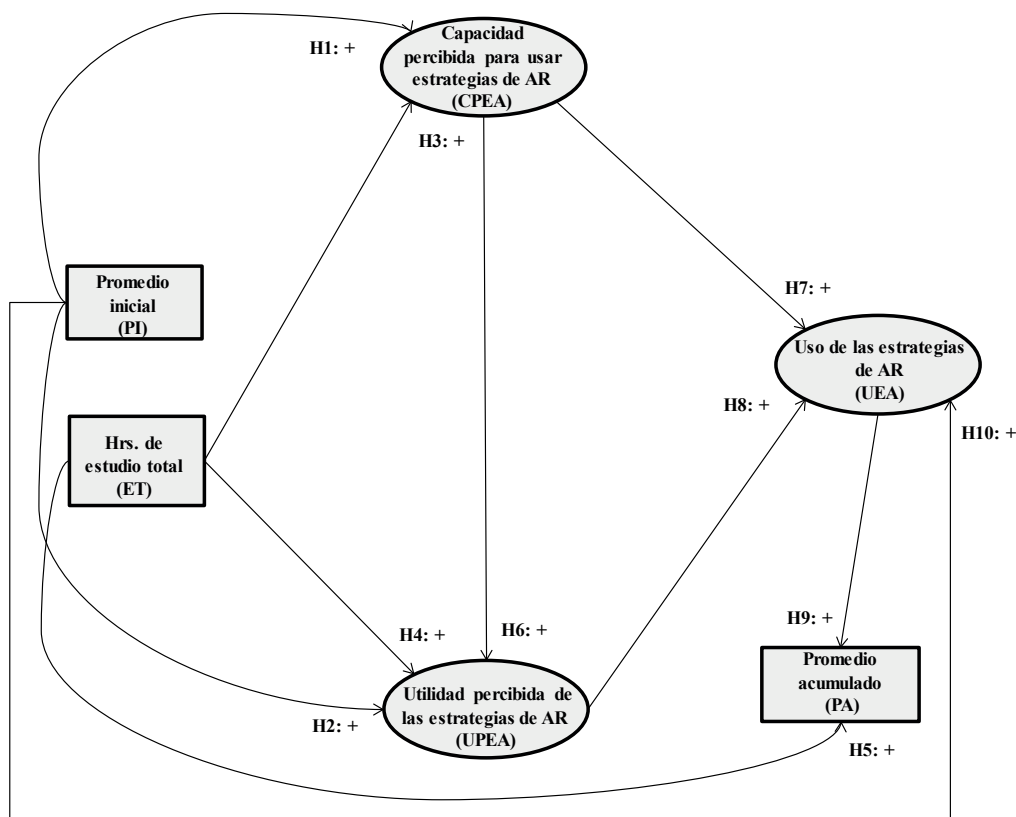 Capacidad
percibida para usar
estrategias de AR
(CPEA)
H1: +
H3: +
Promedio
inicial
(PI)
H7: +
Uso de las estrategias
de AR
(UEA)
H8: +
H10: +
Hrs. de
estudio total
(ET)
H4: +
H6: +
H9: +
Utilidad percibida de
las estrategias de AR
(UPEA)
H2: +
Promedio
acumulado
(PA)
H5: +